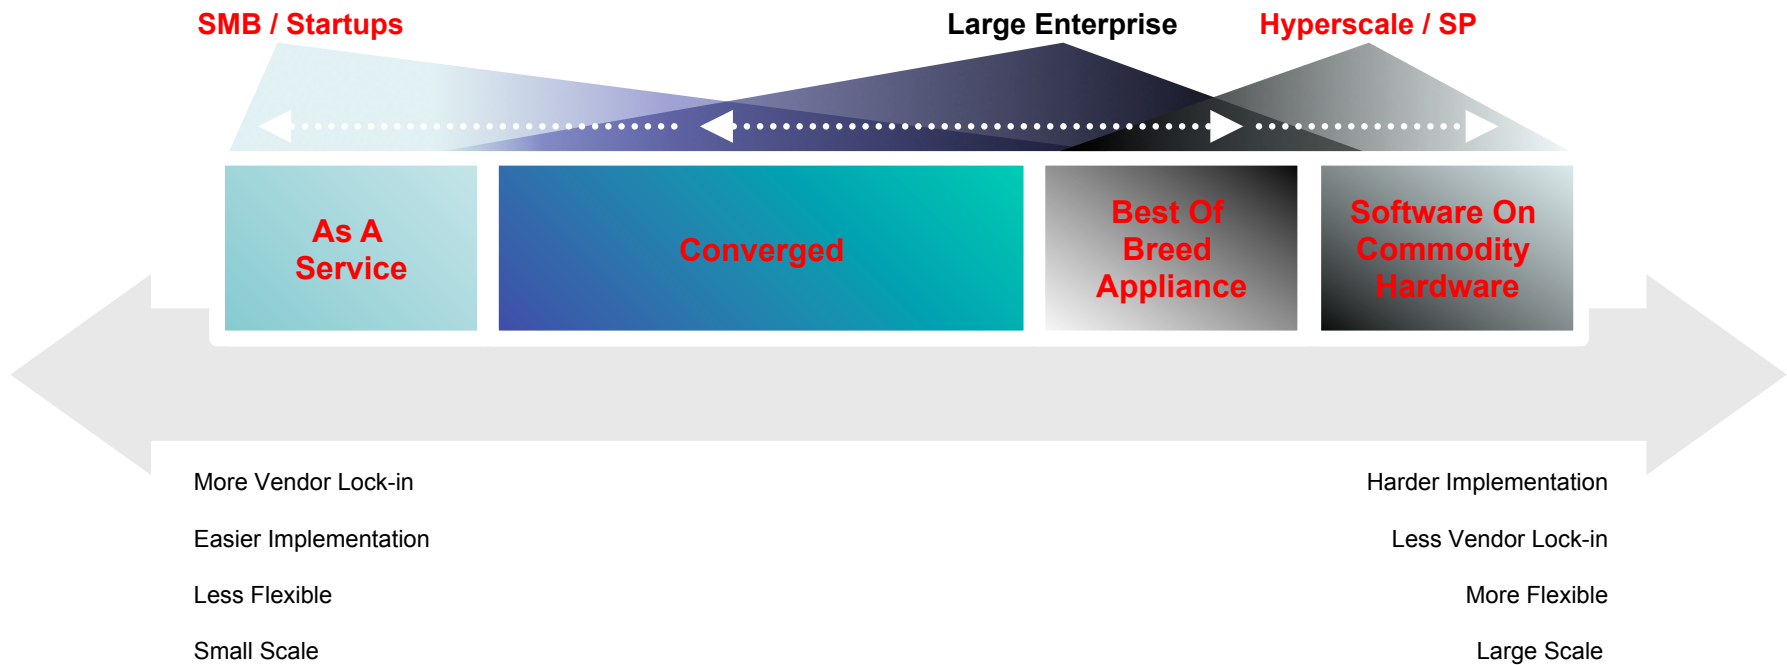 SMB / Startups
Large Enterprise
Hyperscale / SP
As A
Service
Converged
Best Of
Breed
Appliance
Software On
Commodity
Hardware
More Vendor Lock-in
Harder Implementation
Easier Implementation
Less Vendor Lock-in
Less Flexible
More Flexible
Small Scale
Large Scale